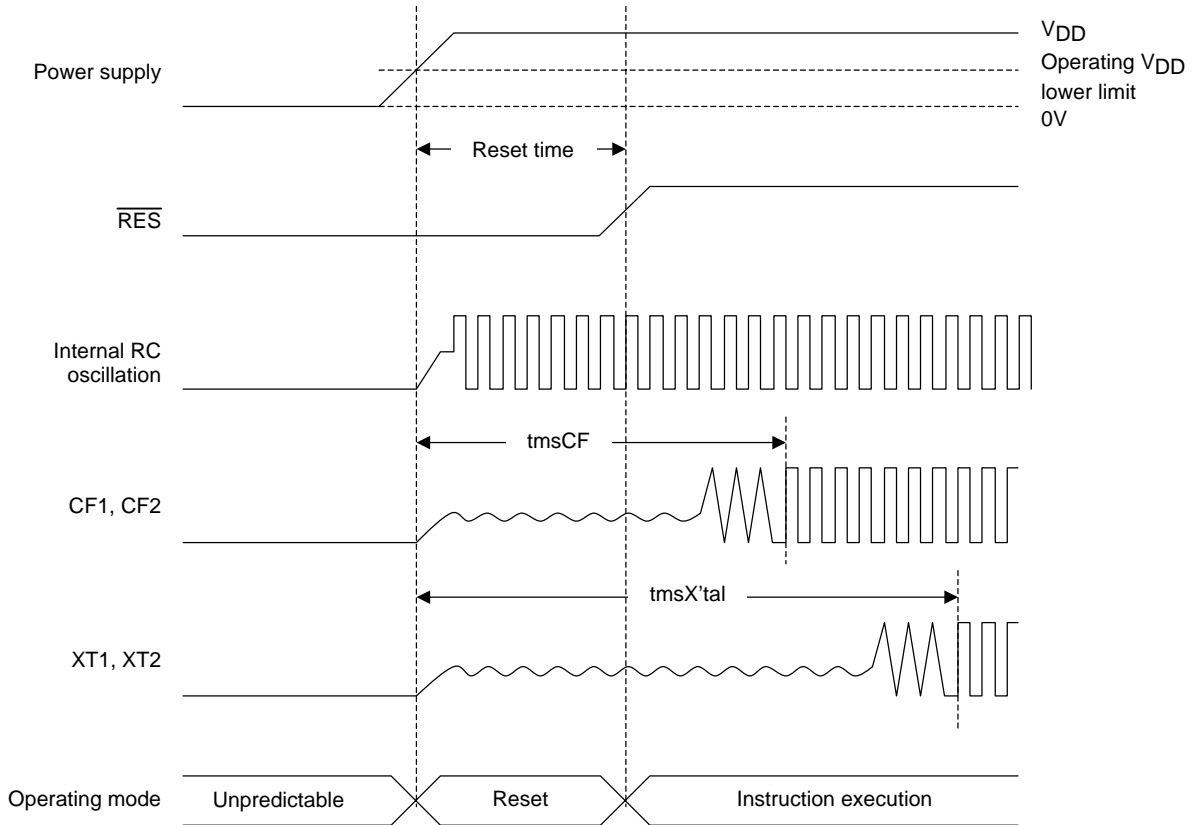 VDD
Power supply
Operating VDD
lower limit
0V
Reset time
RES
Internal RC
oscillation
tmsCF
CF1, CF2
tmsX'tal
XT1, XT2
Operating mode
Unpredictable
Reset
Instruction execution